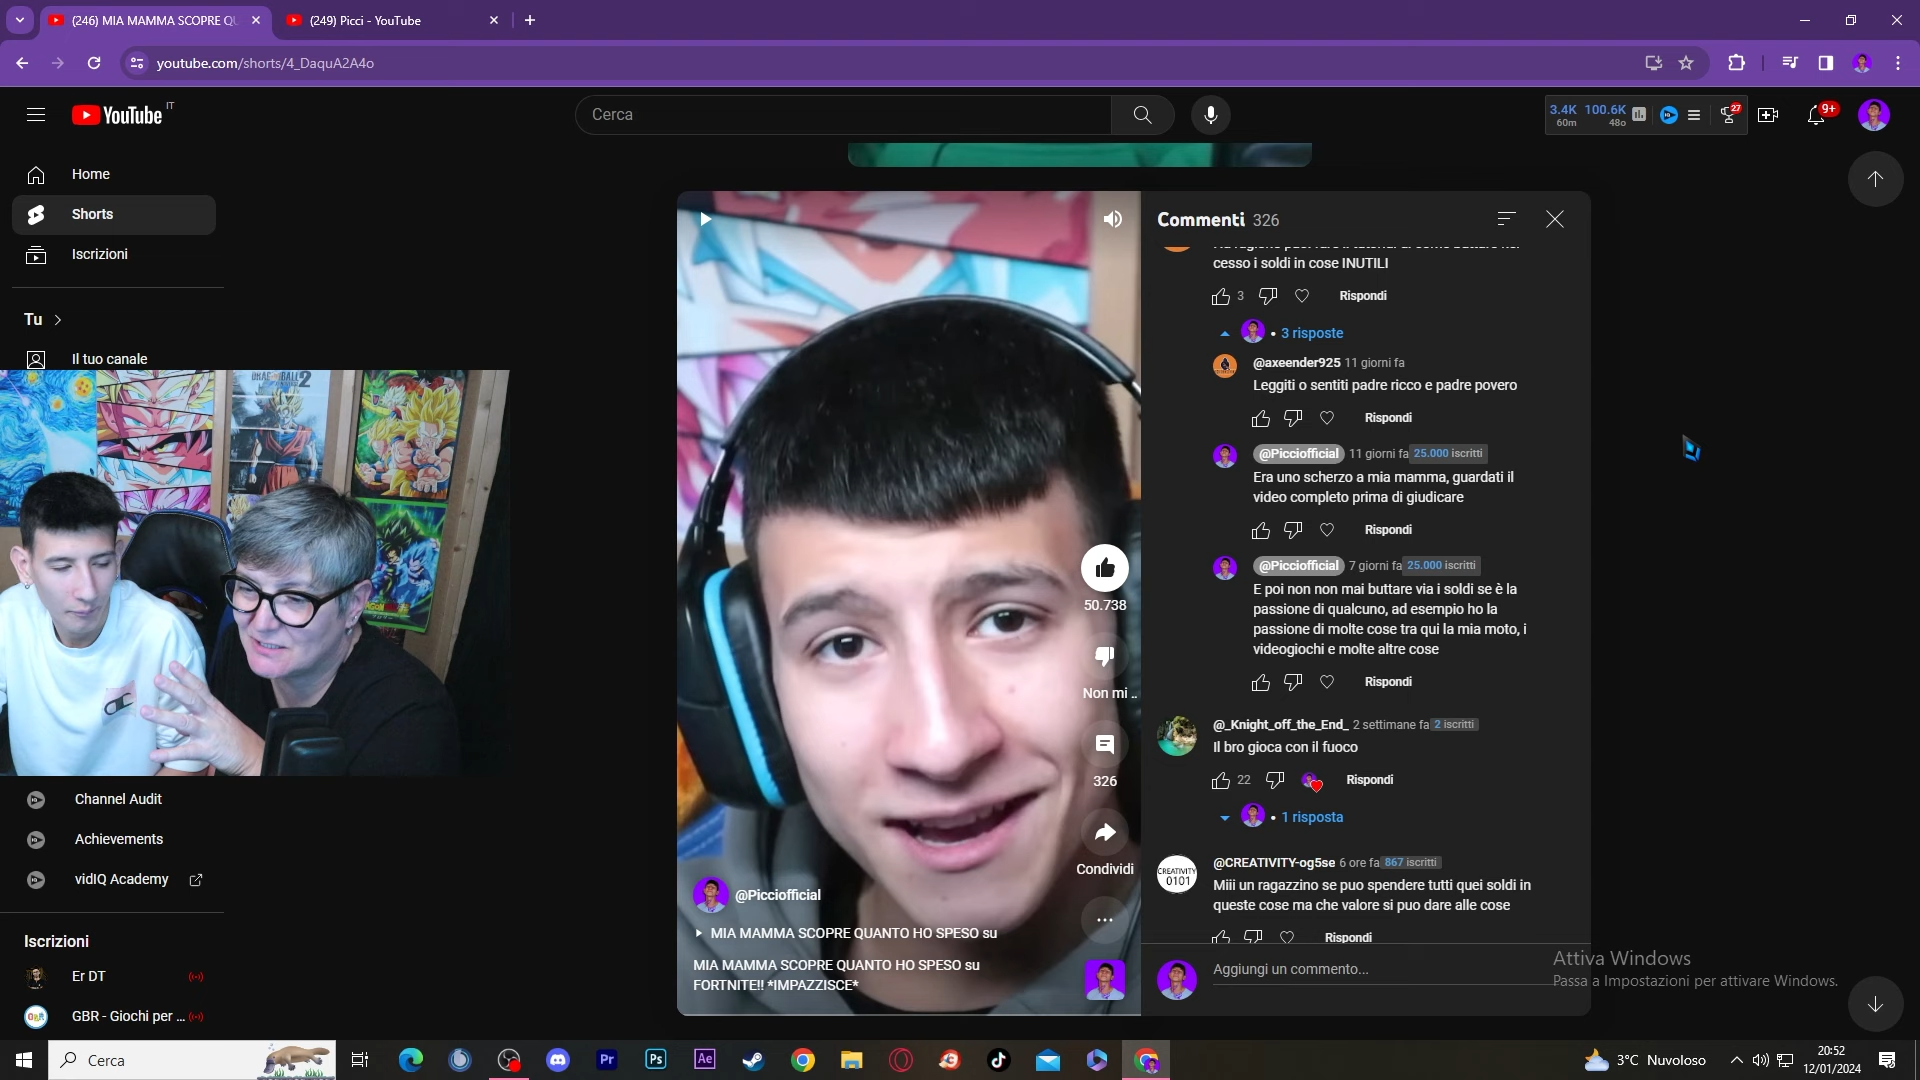 (246) MIA MAMMA SCOPRE QU
(249) Picci - YouTube
youtube.com/shorts/4_DaquA2A4o
YouTube IT
Cerca
3.4K 100.6K
60m 48o
27
9+
Home
Shorts
Iscrizioni
Tu
Il tuo canale
Channel Audit
Achievements
vidIQ Academy
Iscrizioni
Er DT
GBR - Giochi per ...
DRAGON BALL 2
50.738
Non mi ..
326
Condividi
@Picciofficial
MIA MAMMA SCOPRE QUANTO HO SPESO su
MIA MAMMA SCOPRE QUANTO HO SPESO su
FORTNITE!! *IMPAZZISCE*
Commenti 326
cesso i soldi in cose INUTILI
3 Rispondi
• 3 risposte
@axeender925 11 giorni fa
Leggiti o sentiti padre ricco e padre povero
Rispondi
@Picciofficial 11 giorni fa 25.000 iscritti
Era uno scherzo a mia mamma, guardati il
video completo prima di giudicare
Rispondi
@Picciofficial 7 giorni fa 25.000 iscritti
E poi non non mai buttare via i soldi se è la
passione di qualcuno, ad esempio ho la
passione di molte cose tra qui la mia moto, i
videogiochi e molte altre cose
Rispondi
@_Knight_off_the_End_ 2 settimane fa 2 iscritti
Il bro gioca con il fuoco
22 Rispondi
• 1 risposta
@CREATIVITY-og5se 6 ore fa 867 iscritti
CREATIVITY
0101
Miii un ragazzino se puo spendere tutti quei soldi in
queste cose ma che valore si puo dare alle cose
Rispondi
Aggiungi un commento...
Attiva Windows
Passa a Impostazioni per attivare Windows.
Cerca
Pr
Ps
Ae
3°C Nuvoloso
20:52
12/01/2024